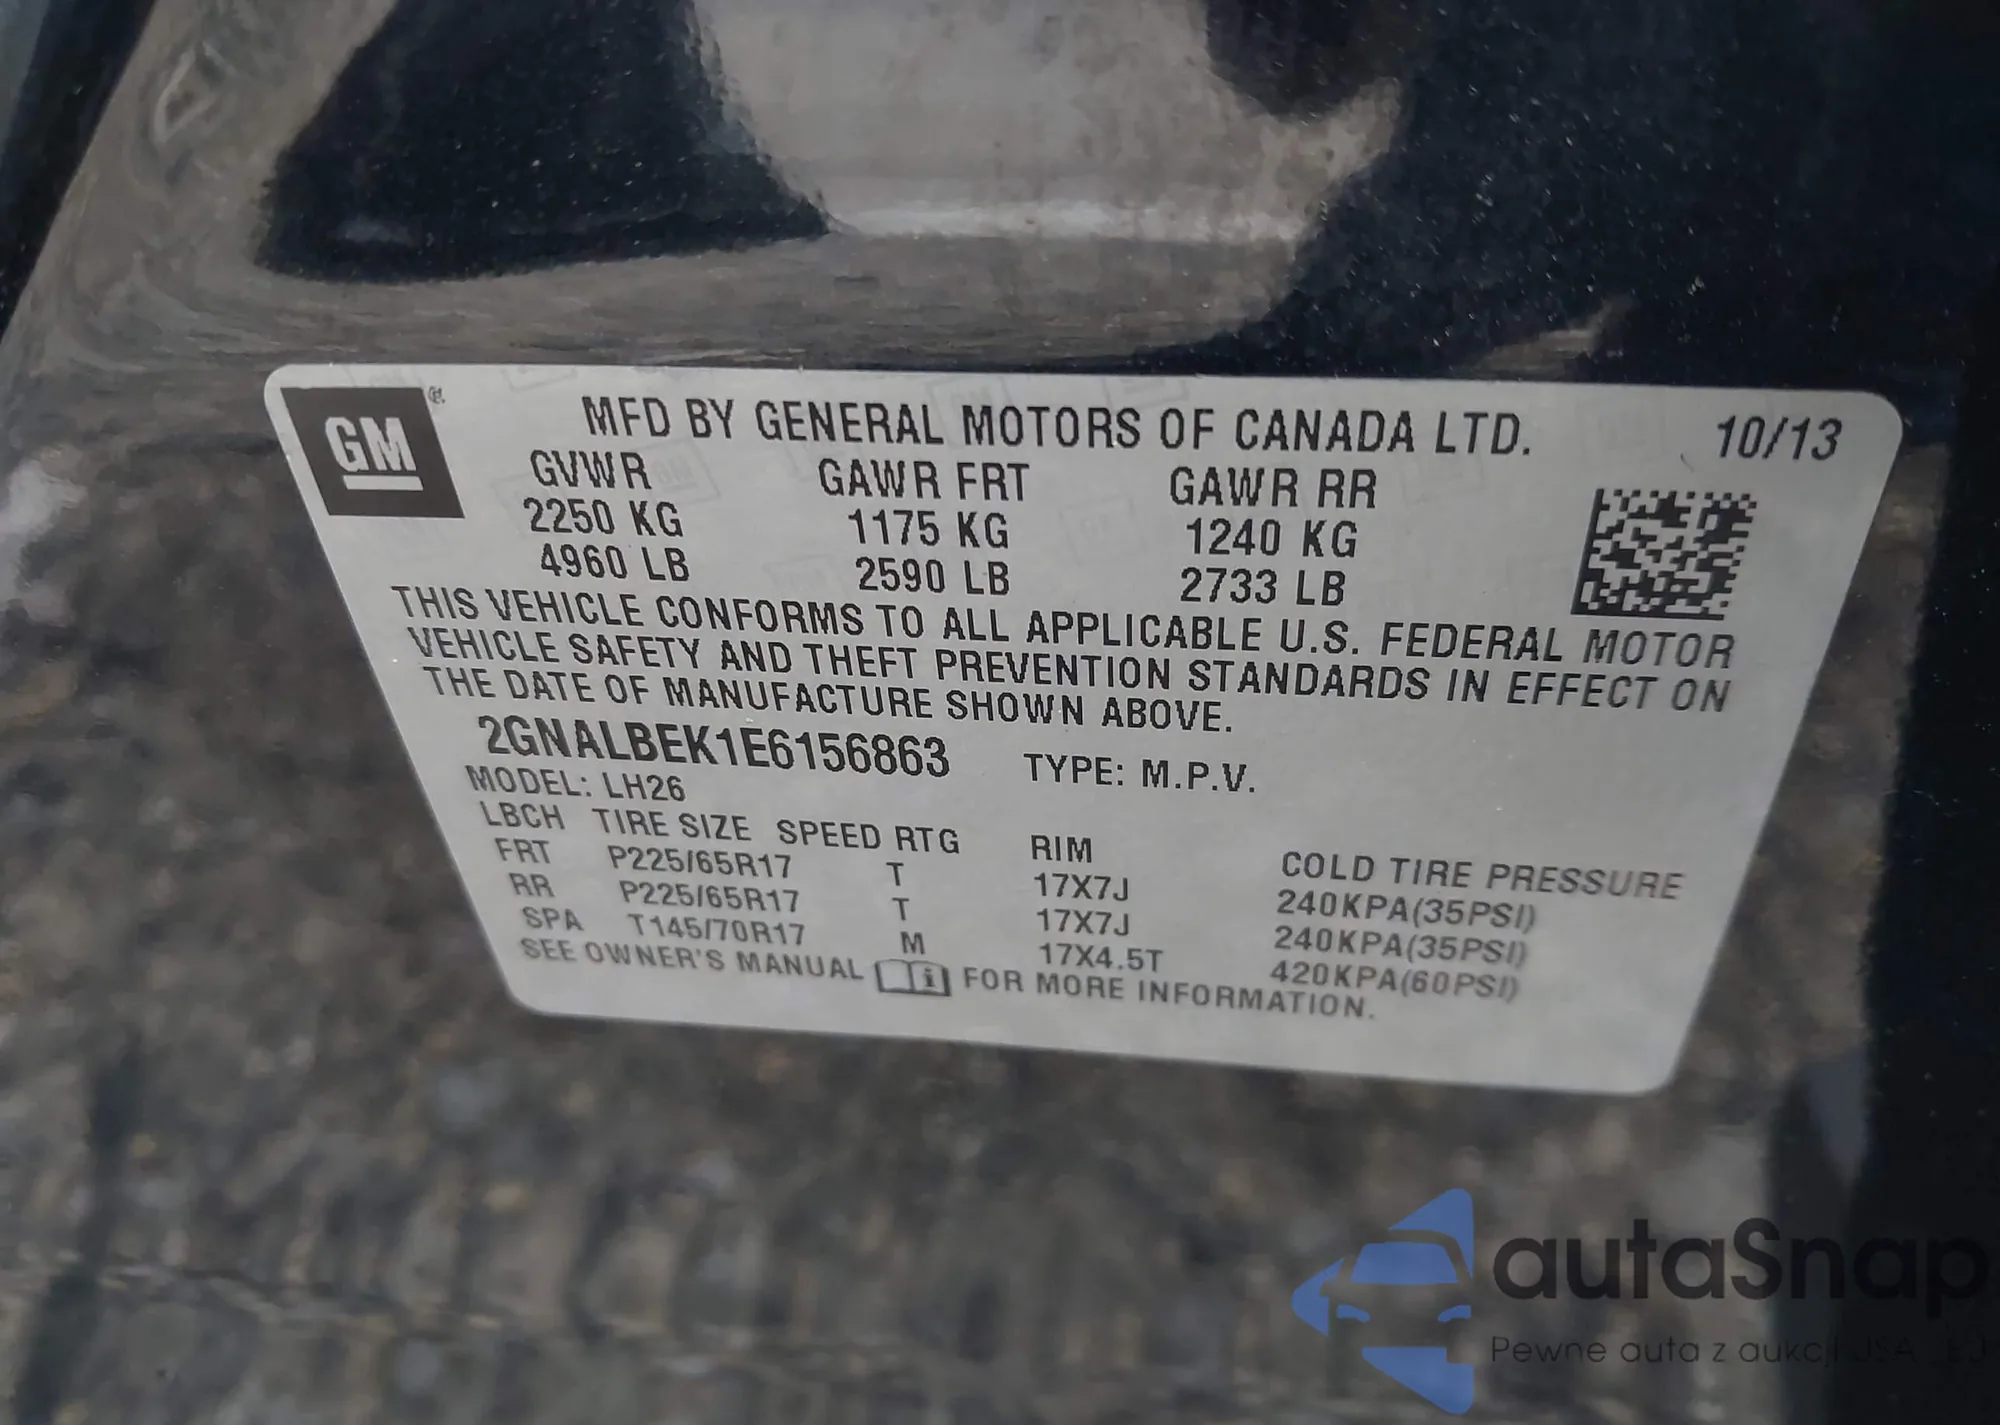 GM
MFD BY GENERAL MOTORS OF CANADA LTD. 10/13
GVWR GAWR FRT GAWR RR
2250 KG 1175 KG 1240 KG
4960 LB 2590 LB 2733 LB
THIS VEHICLE CONFORMS TO ALL APPLICABLE U.S. FEDERAL MOTOR
VEHICLE SAFETY AND THEFT PREVENTION STANDARDS IN EFFECT ON
THE DATE OF MANUFACTURE SHOWN ABOVE.
2GNALBEK1E6156863 TYPE: M.P.V.
MODEL: LH26
LBCH TIRE SIZE SPEED RTG RIM COLD TIRE PRESSURE
FRT P225/65R17 T 17X7J 240KPA(35PSI)
RR P225/65R17 T 17X7J 240KPA(35PSI)
SPA T145/70R17 M 17X4.5T 420KPA(60PSI)
SEE OWNER'S MANUAL i FOR MORE INFORMATION.
autaSnap
Pewne auta z aukcji USA